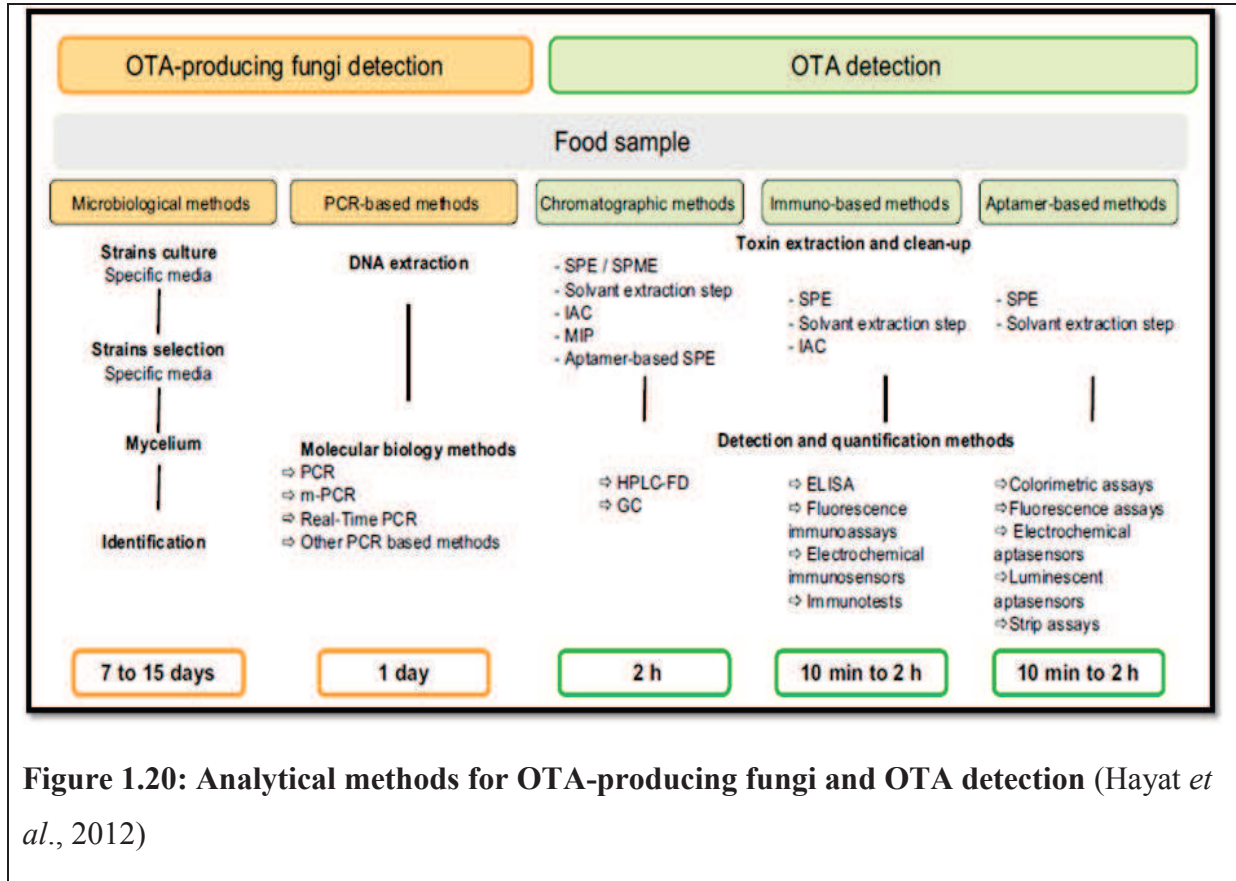 OTA-producing fungi detection
OTA detection
Food sample
Microbiological methods
PCR-based methods
Chromatographic methods
Immuno-based methods
Aptamer-based methods
Strains culture
Specific media
Strains selection
Specific media
Mycelium
Identification
DNA extraction
Molecular biology methods
⇨ PCR
⇨ m-PCR
⇨ Real-Time PCR
⇨ Other PCR based methods
Toxin extraction and clean-up
- SPE / SPME
- Solvant extraction step
- IAC
- MIP
- Aptamer-based SPE
- SPE
- Solvant extraction step
- IAC
- SPE
- Solvant extraction step
Detection and quantification methods
⇨ HPLC-FD
⇨ GC
⇨ ELISA
⇨ Fluorescence
immunoassays
⇨ Electrochemical
immunosensors
⇨ Immunotests
⇨Colorimetric assays
⇨Fluorescence assays
⇨ Electrochemical
aptasensors
⇨Luminescent
aptasensors
⇨Strip assays
7 to 15 days
1 day
2 h
10 min to 2 h
10 min to 2 h
Figure 1.20: Analytical methods for OTA-producing fungi and OTA detection (Hayat et
al., 2012)